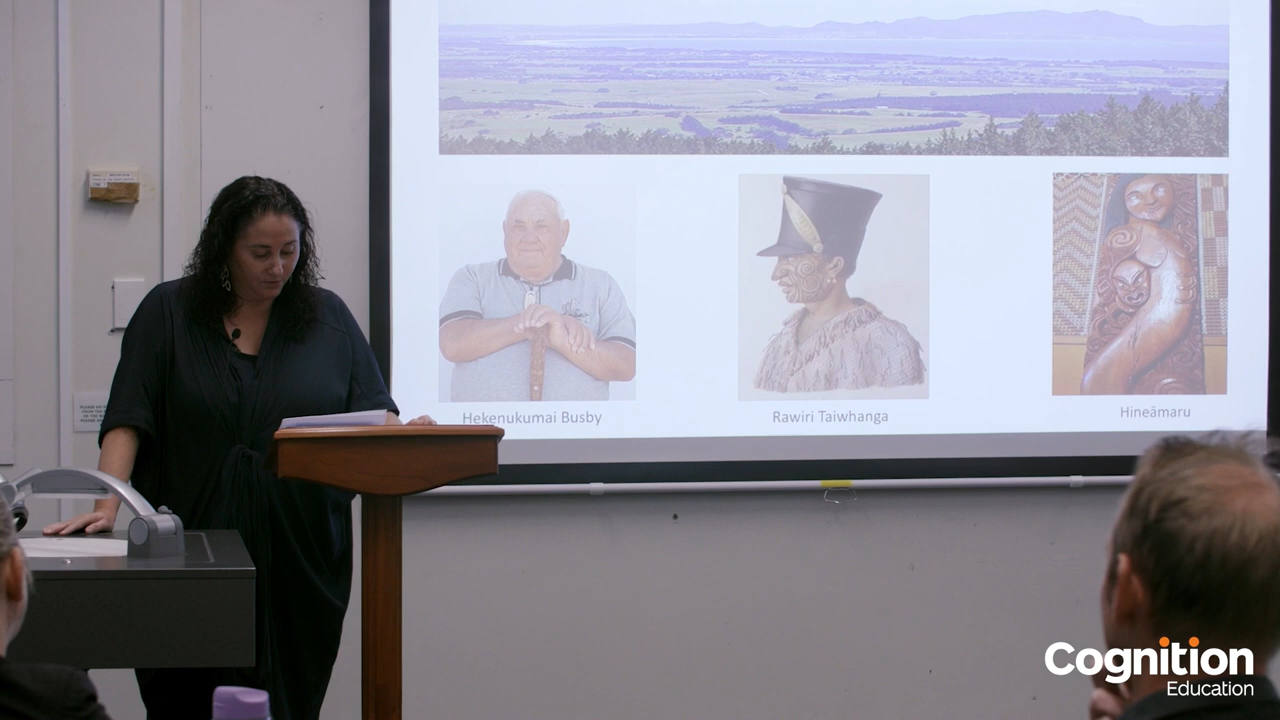 Hekenukumai Busby
Rawiri Taiwhanga
Hineāmaru
Cognition
Education